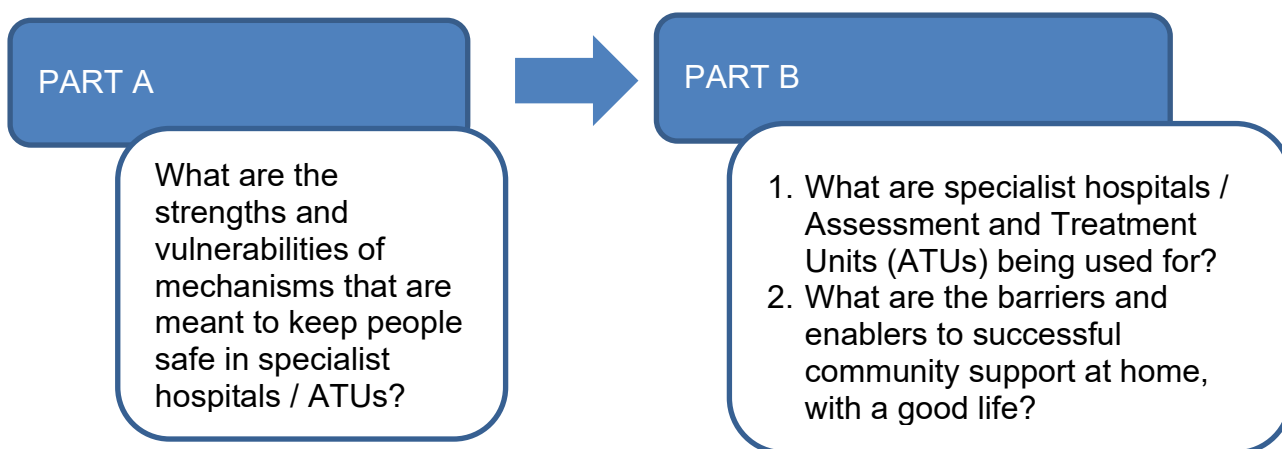 PART A
What are the
strengths and
vulnerabilities of
mechanisms that are
meant to keep people
safe in specialist
hospitals / ATUs?
PART B
1. What are specialist hospitals /
Assessment and Treatment
Units (ATUs) being used for?
2. What are the barriers and
enablers to successful
community support at home,
with a good life?